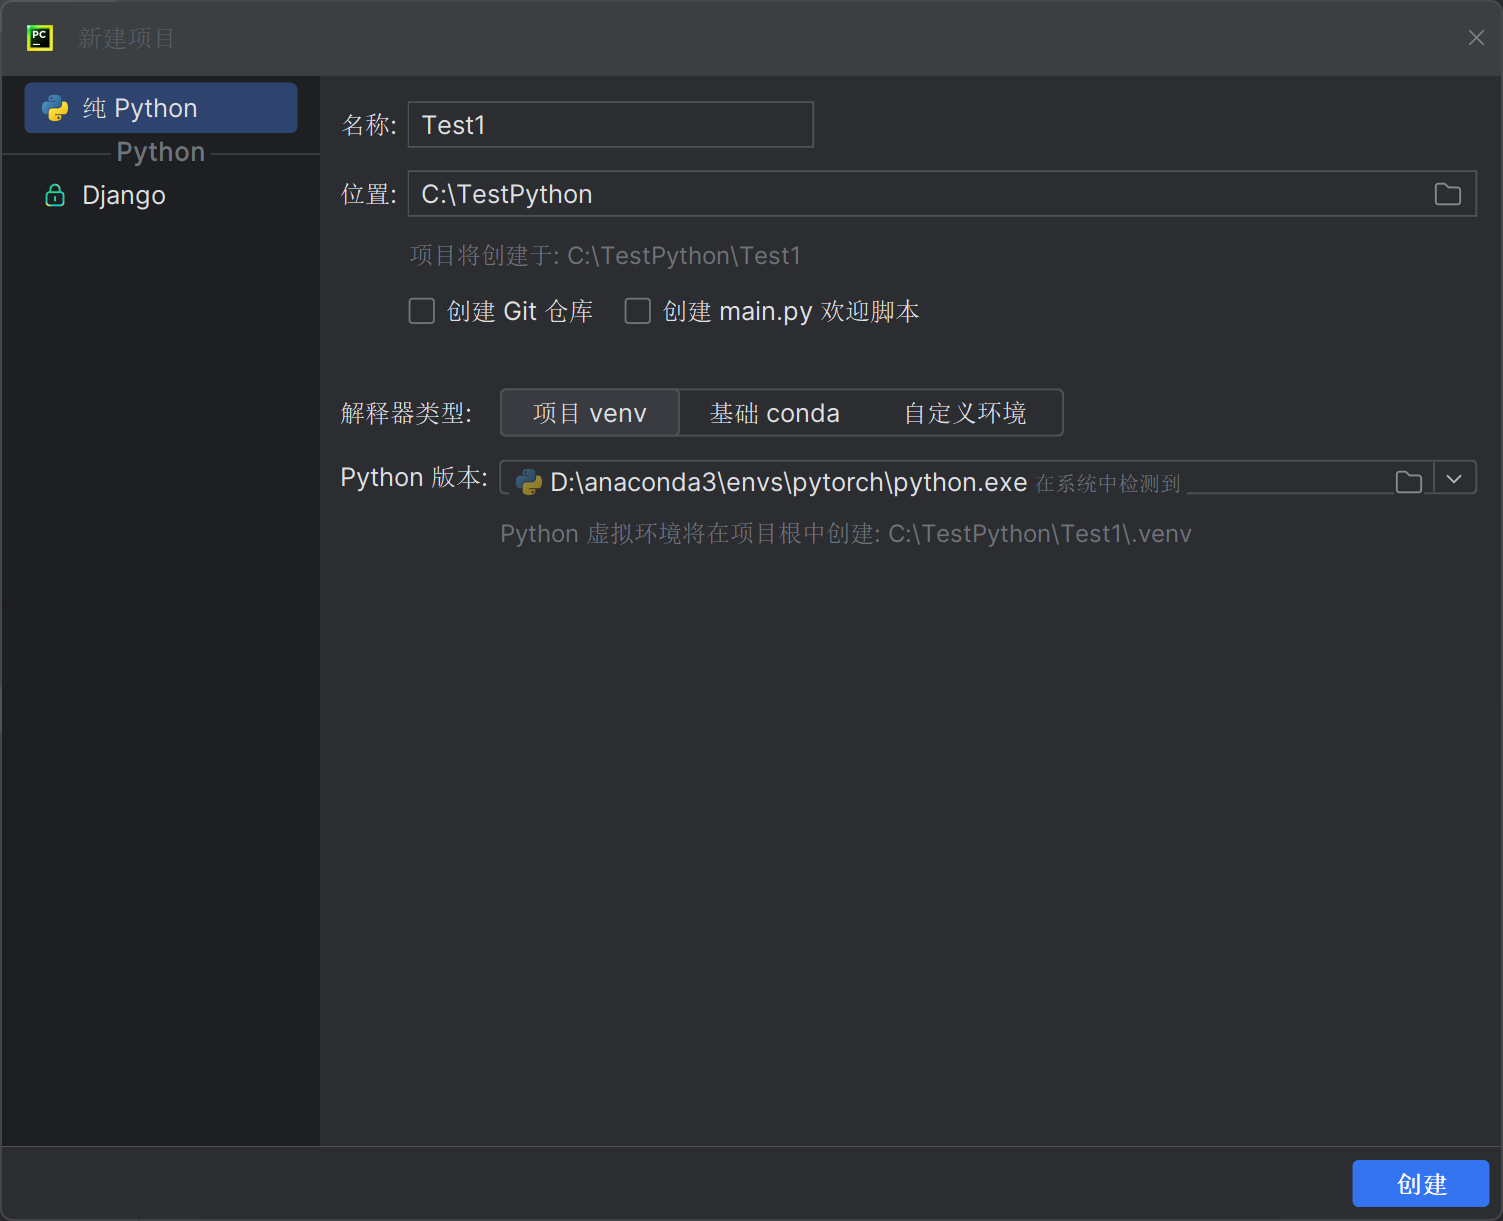 PC
新建项目
纯 Python
Python
Django
名称: Test1
位置: C:\TestPython
项目将创建于: C:\TestPython\Test1
创建 Git 仓库 创建 main.py 欢迎脚本
解释器类型: 项目 venv 基础 conda 自定义环境
Python 版本: D:\anaconda3\envs\pytorch\python.exe 在系统中检测到
Python 虚拟环境将在项目根中创建: C:\TestPython\Test1\.venv
创建